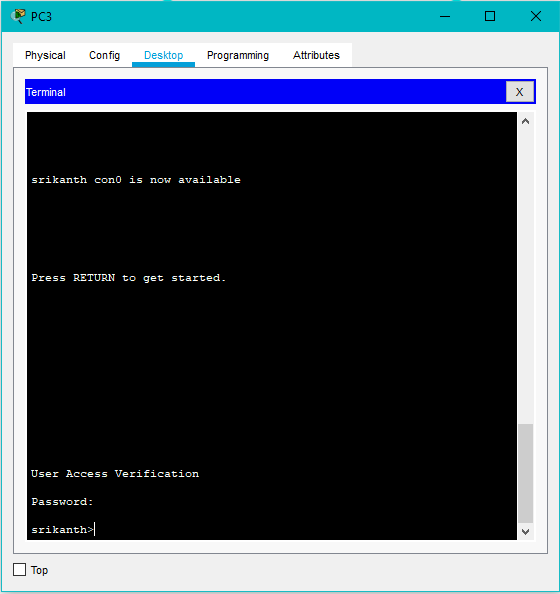 PC3
Physical Config Desktop Programming Attributes
Terminal X
srikanth con0 is now available
Press RETURN to get started.
User Access Verification
Password:
srikanth>
Top